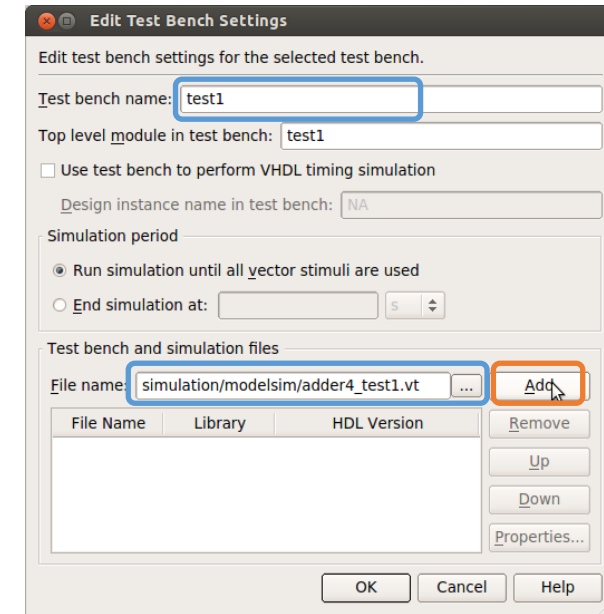 Edit Test Bench Settings
Edit test bench settings for the selected test bench.
Test bench name: test1
Top level module in test bench: test1
Use test bench to perform VHDL timing simulation
Design instance name in test bench: NA
Simulation period
Run simulation until all vector stimuli are used
End simulation at: s
Test bench and simulation files
File name: simulation/modelsim/adder4_test1.vt ... Add
File Name Library HDL Version Remove
Up
Down
Properties...
OK Cancel Help